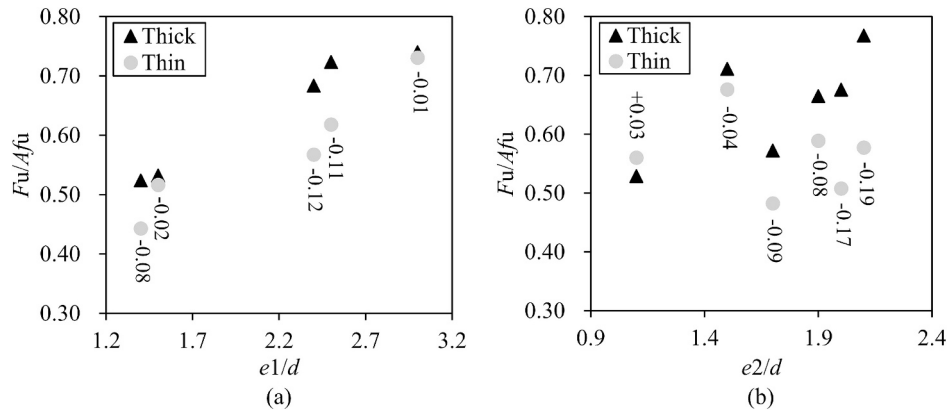 (a)
0.80
0.70
0.60
0.50
0.40
0.30
Fu/Afu
Thick
Thin
-0.08
-0.02
-0.12
-0.11
-0.01
1.2
1.7
2.2
2.7
3.2
e1/d
(a)
0.80
0.70
0.60
0.50
0.40
0.30
Fu/Afu
Thick
Thin
+0.03
-0.04
-0.09
-0.08
-0.17
-0.19
0.9
1.4
1.9
2.4
e2/d
(b)